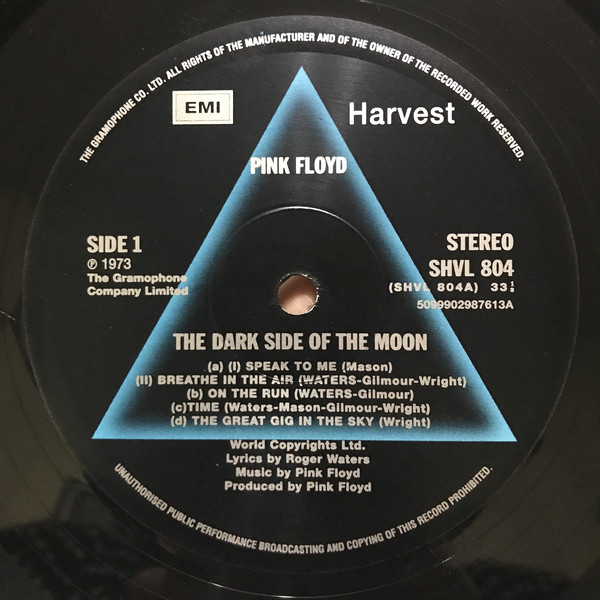 THE GRAMOPHONE CO. LTD. ALL RIGHTS OF THE MANUFACTURER AND OF THE OWNER OF THE RECORDED WORK RESERVED.
EMI
Harvest
PINK FLOYD
SIDE 1
℗ 1973
The Gramophone
Company Limited
STEREO
SHVL 804
(SHVL 804A) 33⅓
5099902987613A
THE DARK SIDE OF THE MOON
(a) (I) SPEAK TO ME (Mason)
(II) BREATHE IN THE AIR (WATERS-Gilmour-Wright)
(b) ON THE RUN (WATERS-Gilmour)
(c)TIME (Waters-Mason-Gilmour-Wright)
(d) THE GREAT GIG IN THE SKY (Wright)
World Copyrights Ltd.
Lyrics by Roger Waters
Music by Pink Floyd
Produced by Pink Floyd
UNAUTHORISED PUBLIC PERFORMANCE BROADCASTING AND COPYING OF THIS RECORD PROHIBITED.